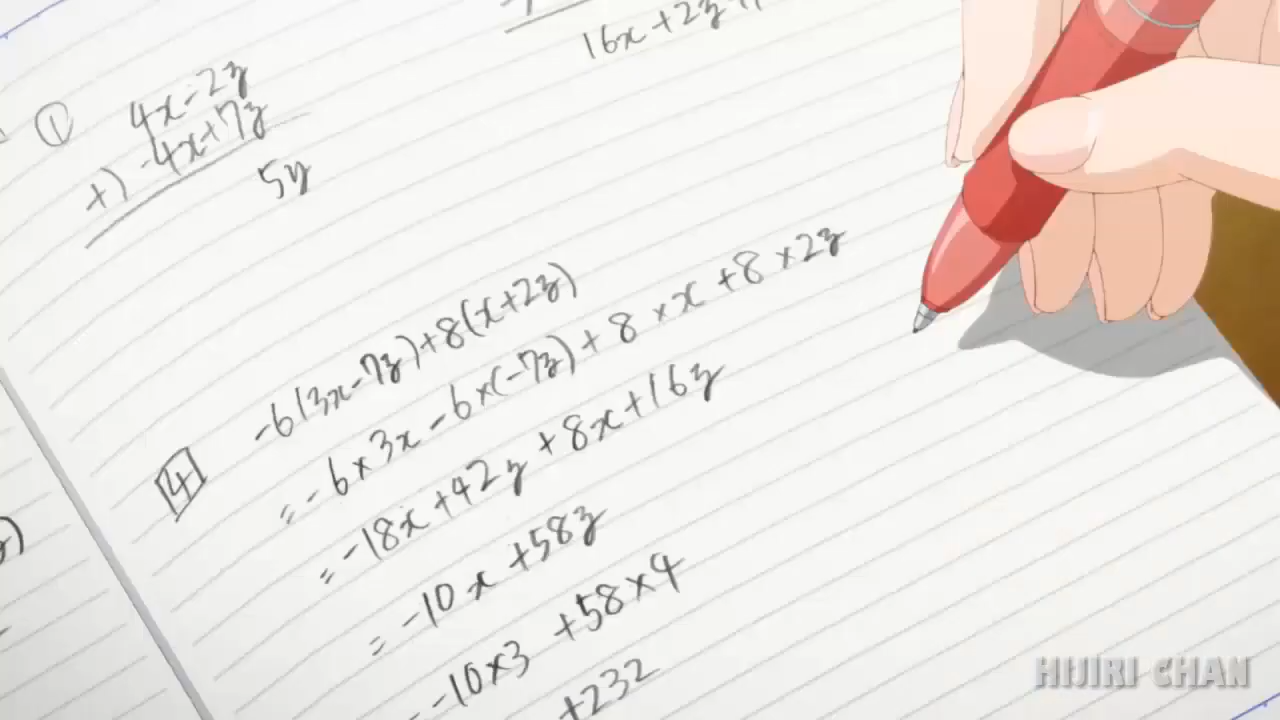 16x+2y
① 4x-2y
+) -4x+7y
5y
4 -6(3x-7y)+8(x+2y)
= -6×3x-6×(-7y)+8×x+8×2y
= -18x+42y+8x+16y
= -10x+58y
-10×3+58×4
+232
HIJIRI CHAN